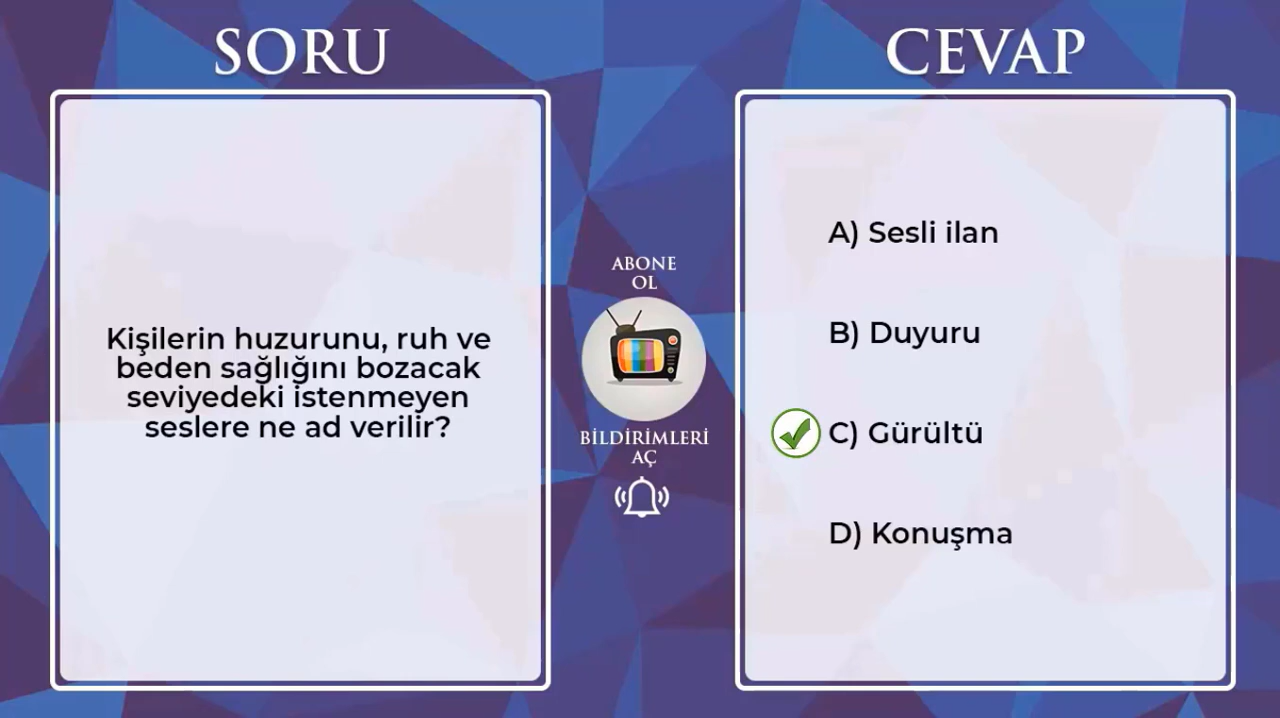 SORU
Kişilerin huzurunu, ruh ve
beden sağlığını bozacak
seviyedeki istenmeyen
seslere ne ad verilir?
ABONE
OL
BİLDİRİMLERİ
AÇ
CEVAP
A) Sesli ilan
B) Duyuru
C) Gürültü
D) Konuşma